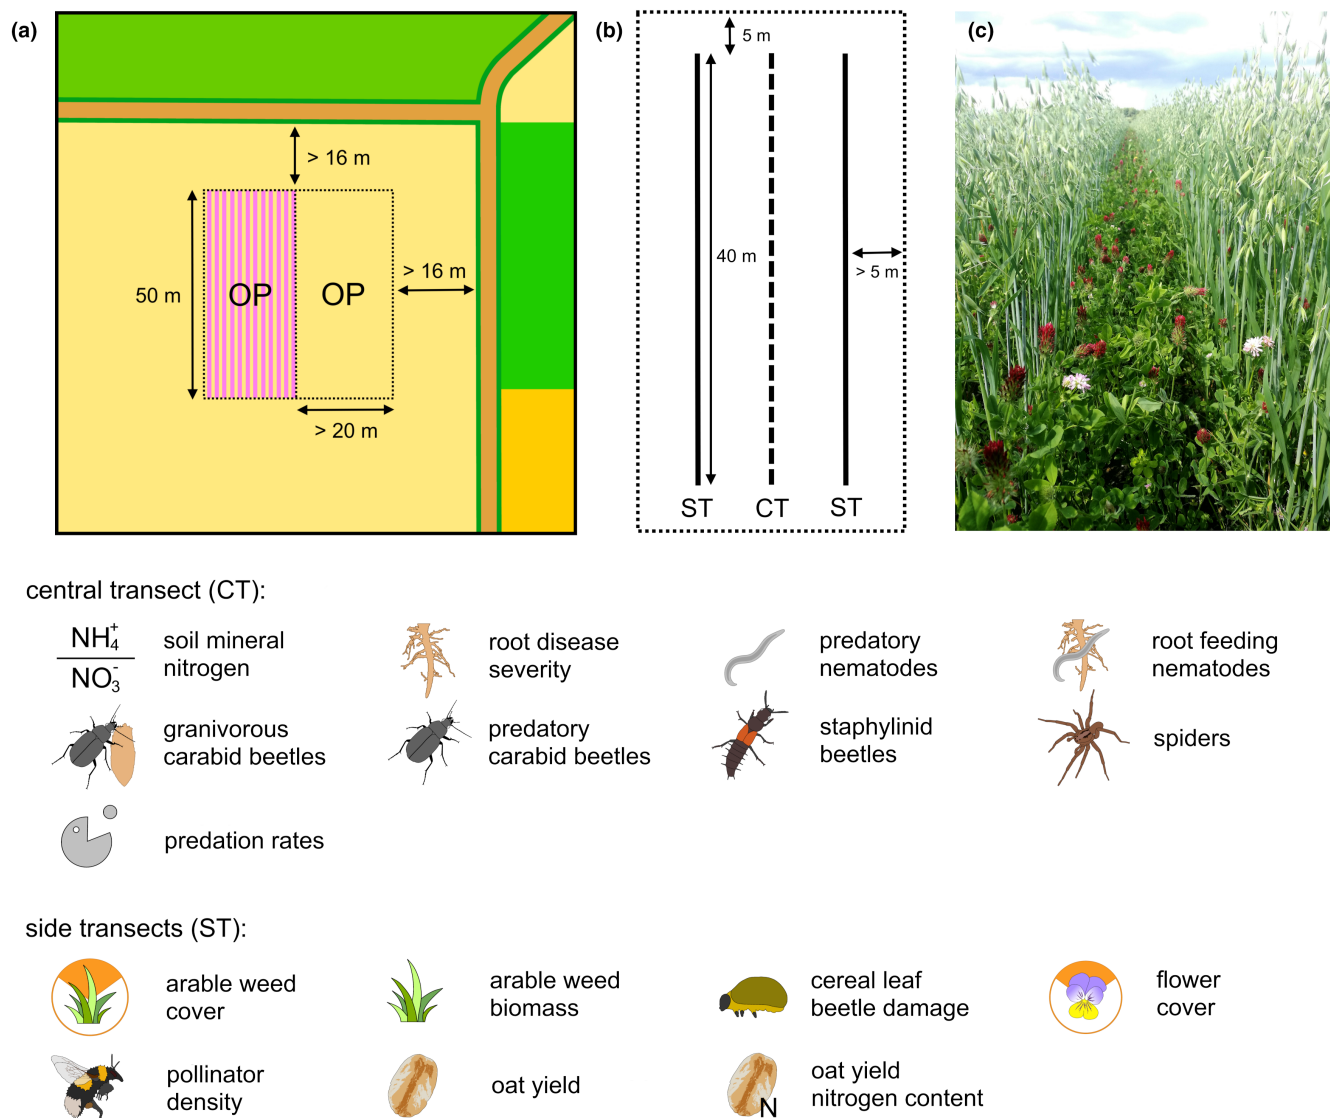 (a)
> 16 m
50 m
OP
OP
> 16 m
> 20 m
(b)
5 m
40 m
> 5 m
ST
CT
ST
(c)
central transect (CT):
NH4+
NO3-
soil mineral
nitrogen
root disease
severity
predatory
nematodes
root feeding
nematodes
granivorous
carabid beetles
predatory
carabid beetles
staphylinid
beetles
spiders
predation rates
side transects (ST):
arable weed
cover
arable weed
biomass
cereal leaf
beetle damage
flower
cover
pollinator
density
oat yield
N
oat yield
nitrogen content